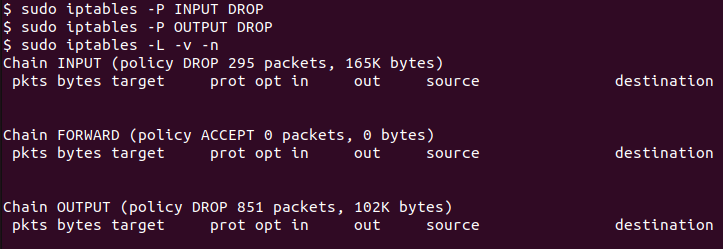 $ sudo iptables -P INPUT DROP
$ sudo iptables -P OUTPUT DROP
$ sudo iptables -L -v -n
Chain INPUT (policy DROP 295 packets, 165K bytes)
 pkts bytes target     prot opt in     out     source               destination
Chain FORWARD (policy ACCEPT 0 packets, 0 bytes)
 pkts bytes target     prot opt in     out     source               destination
Chain OUTPUT (policy DROP 851 packets, 102K bytes)
 pkts bytes target     prot opt in     out     source               destination